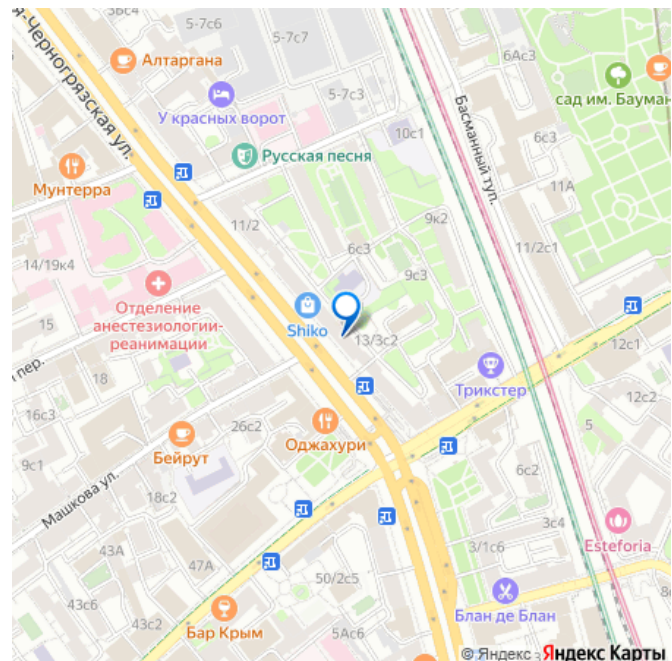 3Бс4
5-7с6
5-7с7
6Ас3
Алтаргана
я-Черногрязская ул.
У красных ворот
5-7с3
Басманный туп.
сад им. Бауман
10с1
6с3
Русская песня
Мунтерра
11А
11/2
9к2
6с3
11/2с1
14/19к4
9с3
Отделение
анестезиологии-
реанимации
15
Shiko
13/3с2
12с1
пер.
18
Трикстер
12с2
16с3
26с2
Оджахури
5
Бейрут
9с1
Машкова ул.
18с2
6с2
3с4
43А
47А
3/1с6
Esteforia
50/2с5
43с6
Блан де Блан
43с2
Бар Крым
5Ас6
© Яндекс Яндекс Карты